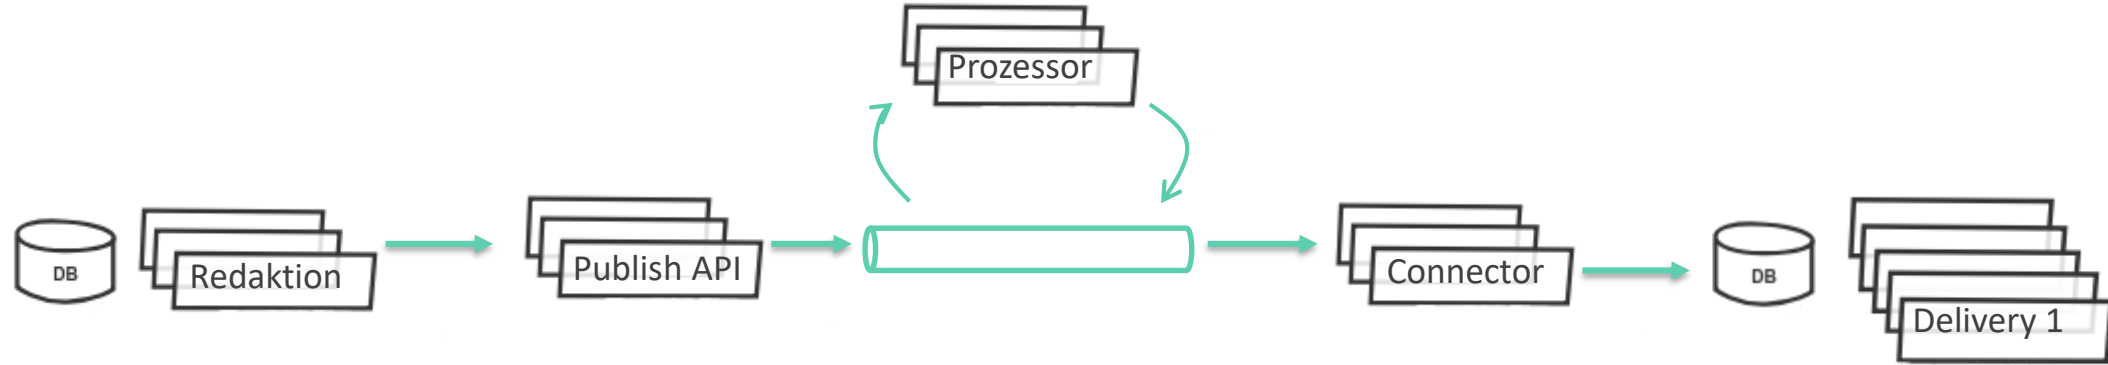 Prozessor
DB
Redaktion
Publish API
Connector
DB
Delivery 1